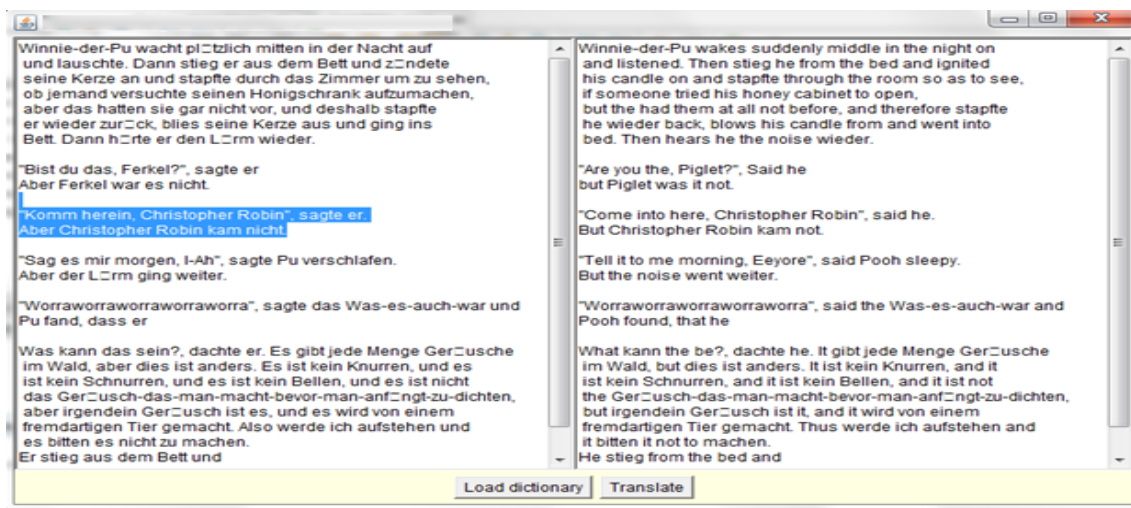 Winnie-der-Pu wacht pl□tzlich mitten in der Nacht auf
und lauschte. Dann stieg er aus dem Bett und z□ndete
seine Kerze an und stapfte durch das Zimmer um zu sehen,
ob jemand versuchte seinen Honigschrank aufzumachen,
aber das hatten sie gar nicht vor, und deshalb stapfte
er wieder zur□ck, blies seine Kerze aus und ging ins
Bett. Dann h□rte er den L□rm wieder.
"Bist du das, Ferkel?", sagte er
Aber Ferkel war es nicht.
"Komm herein, Christopher Robin", sagte er.
Aber Christopher Robin kam nicht.
"Sag es mir morgen, I-Ah", sagte Pu verschlafen.
Aber der L□rm ging weiter.
"Worraworraworraworraworra", sagte das Was-es-auch-war und
Pu fand, dass er
Was kann das sein?, dachte er. Es gibt jede Menge Ger□usche
im Wald, aber dies ist anders. Es ist kein Knurren, und es
ist kein Schnurren, und es ist kein Bellen, und es ist nicht
das Ger□usch-das-man-macht-bevor-man-anf□ngt-zu-dichten,
aber irgendein Ger□usch ist es, und es wird von einem
fremdartigen Tier gemacht. Also werde ich aufstehen und
es bitten es nicht zu machen.
Er stieg aus dem Bett und
Winnie-der-Pu wakes suddenly middle in the night on
and listened. Then stieg he from the bed and ignited
his candle on and stapfte through the room so as to see,
if someone tried his honey cabinet to open,
but the had them at all not before, and therefore stapfte
he wieder back, blows his candle from and went into
bed. Then hears he the noise wieder.
"Are you the, Piglet?", Said he
but Piglet was it not.
"Come into here, Christopher Robin", said he.
But Christopher Robin kam not.
"Tell it to me morning, Eeyore", said Pooh sleepy.
But the noise went weiter.
"Worraworraworraworraworra", said the Was-es-auch-war and
Pooh found, that he
What kann the be?, dachte he. It gibt jede Menge Ger□usche
im Wald, but dies ist anders. It ist kein Knurren, and it
ist kein Schnurren, and it ist kein Bellen, and it ist not
the Ger□usch-das-man-macht-bevor-man-anf□ngt-zu-dichten,
but irgendein Ger□usch ist it, and it wird von einem
fremdartigen Tier gemacht. Thus werde ich aufstehen and
it bitten it not to machen.
He stieg from the bed and
Load dictionary Translate